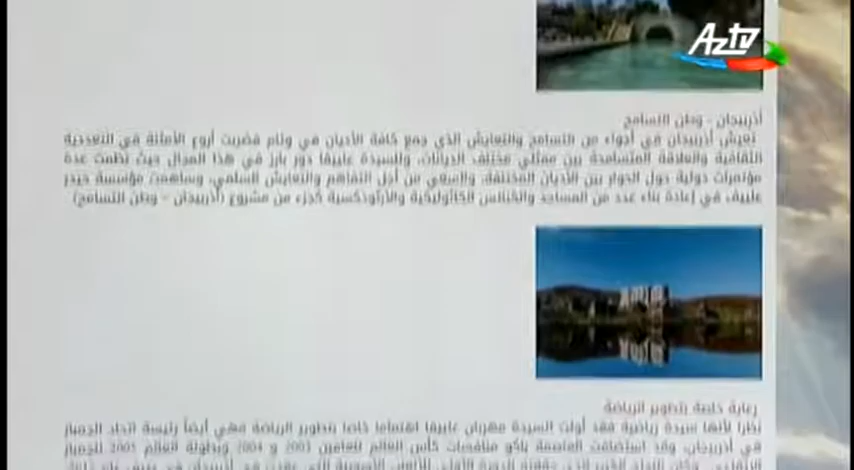 AzTV
أذربيجان - وطن التسامح
تعيش أذربيجان في أجواء من التسامح والتعايش الذي جمع كافة الأديان في وئام فضربت أروع الأمثلة في التعددية
الثقافية والعلاقة المتسامحة بين ممثلي مختلف الديانات، وللسيدة علييفا دور بارز في هذا المجال حيث نظمت عدة
مؤتمرات دولية حول الحوار بين الأديان المختلفة، والسعي من أجل التفاهم والتعايش السلمي، وساهمت مؤسسة حيدر
علييف في إعادة بناء عدد من المساجد والكنائس الكاثوليكية والأرثوذكسية كجزء من مشروع (أذربيجان - وطن التسامح)
رعاية خاصة بتطوير الرياضة
نظرا لأنها سيدة رياضية فقد أولت السيدة مهربان علييفا اهتماما خاصا بتطوير الرياضة فهي أيضاً رئيسة اتحاد الجمباز
في أذربيجان، وقد استضافت العاصمة باكو منافسات كأس العالم للعامين 2003 و 2004 وبطولة العالم 2005 للجمباز